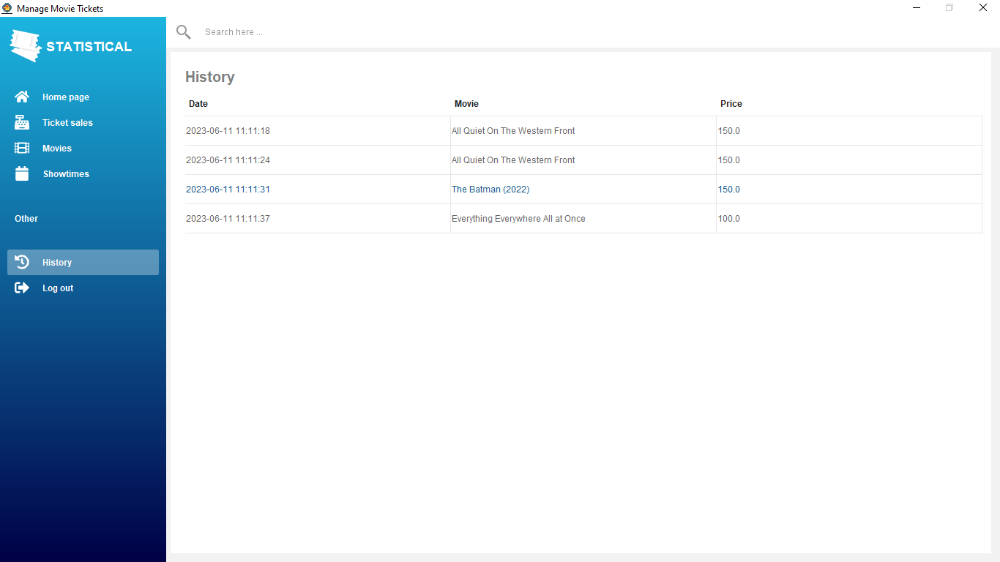 Manage Movie Tickets
STATISTICAL
Home page
Ticket sales
Movies
Showtimes
Other
History
Log out
Search here ...
History
Date Movie Price
2023-06-11 11:11:18 All Quiet On The Western Front 150.0
2023-06-11 11:11:24 All Quiet On The Western Front 150.0
2023-06-11 11:11:31 The Batman (2022) 150.0
2023-06-11 11:11:37 Everything Everywhere All at Once 100.0